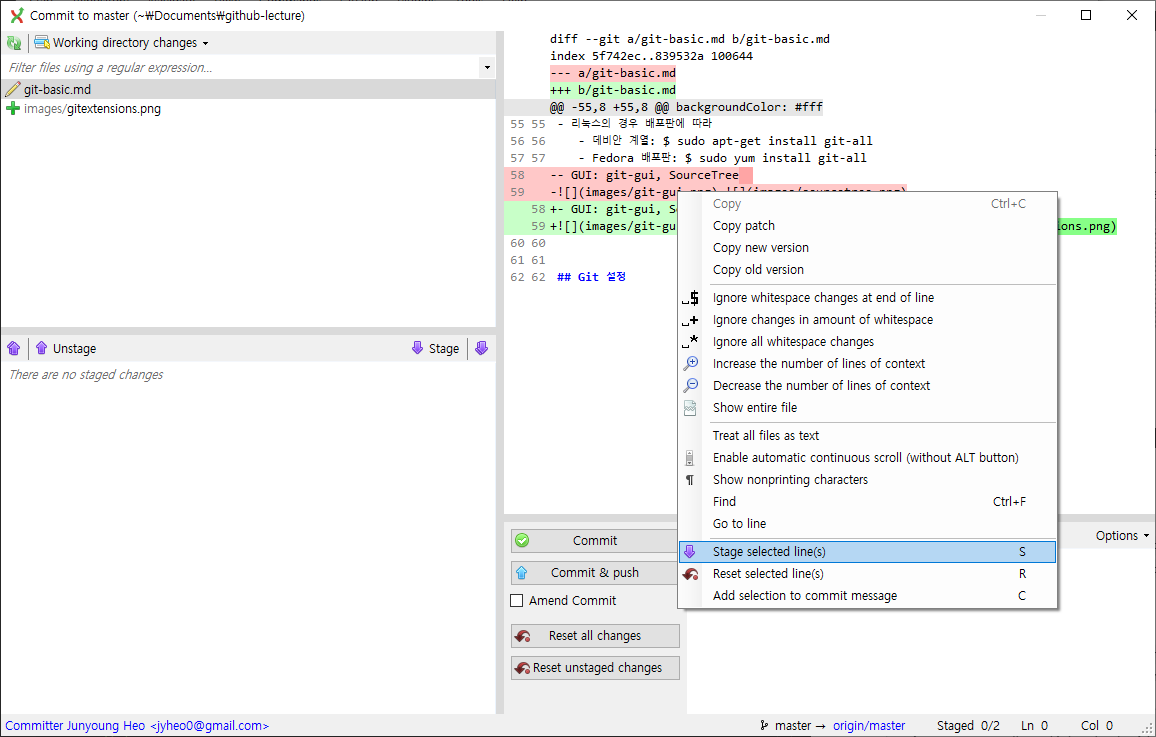 Commit to master (~₩Documents₩github-lecture)
Working directory changes
Filter files using a regular expression...
git-basic.md
images/gitextensions.png
Unstage
Stage
There are no staged changes
diff --git a/git-basic.md b/git-basic.md
index 5f742ec..839532a 100644
--- a/git-basic.md
+++ b/git-basic.md
@@ -55,8 +55,8 @@ backgroundColor: #fff
55 55 - 리눅스의 경우 배포판에 따라
56 56 - 데비안 계열: $ sudo apt-get install git-all
57 57 - Fedora 배포판: $ sudo yum install git-all
58 -- GUI: git-gui, SourceTree
59 -![](images/git-gui.png) ![](images/sourcetree.png)
58 +- GUI: git-gui, S
59 +![](images/git-gu ions.png)
60 60
61 61
62 62 ## Git 설정
Copy Ctrl+C
Copy patch
Copy new version
Copy old version
Ignore whitespace changes at end of line
Ignore changes in amount of whitespace
Ignore all whitespace changes
Increase the number of lines of context
Decrease the number of lines of context
Show entire file
Treat all files as text
Enable automatic continuous scroll (without ALT button)
Show nonprinting characters
Find Ctrl+F
Go to line
Stage selected line(s) S
Reset selected line(s) R
Add selection to commit message C
Commit
Commit & push
Amend Commit
Reset all changes
Reset unstaged changes
Options
Committer Junyoung Heo <jyheo0@gmail.com>
master → origin/master
Staged 0/2
Ln 0
Col 0